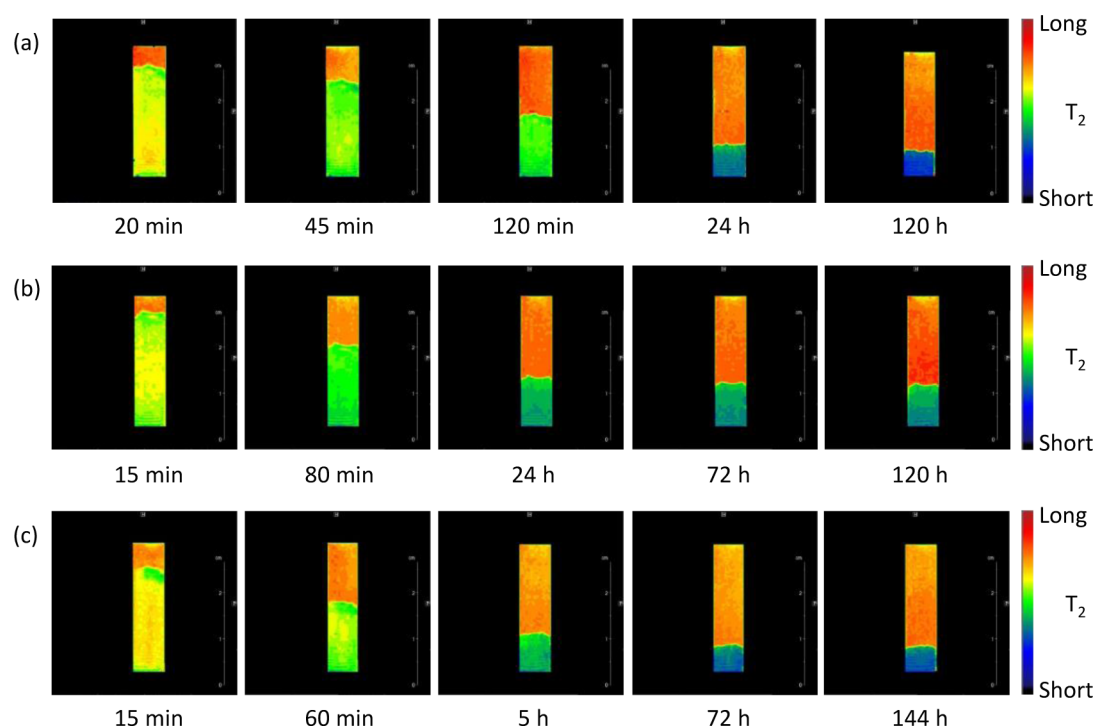 (a)
Long
T2
Short
20 min
45 min
120 min
24 h
120 h
(b)
Long
T2
Short
15 min
80 min
24 h
72 h
120 h
(c)
Long
T2
Short
15 min
60 min
5 h
72 h
144 h